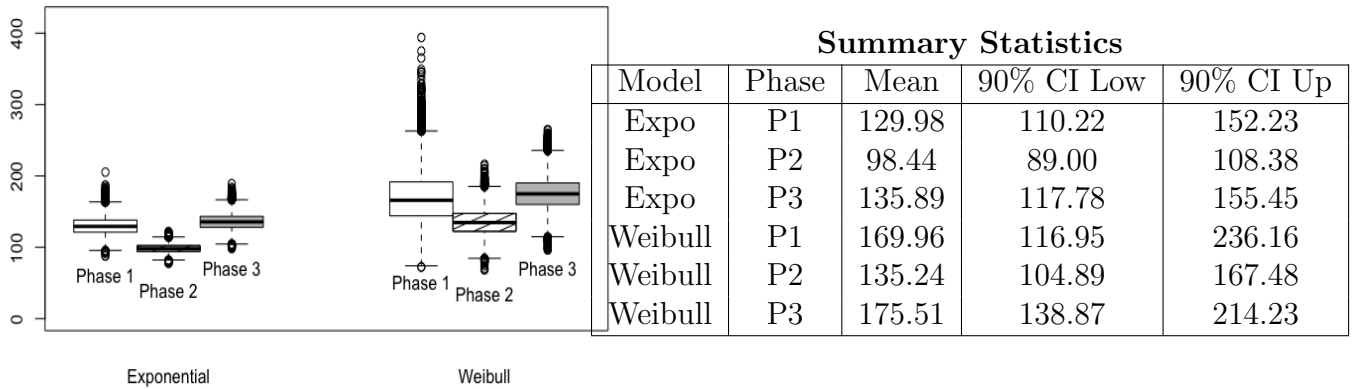 400
300
200
100
0
Phase 1
Phase 2
Phase 3
Phase 1
Phase 2
Phase 3
Exponential
Weibull
Summary Statistics
Model Phase Mean 90% CI Low 90% CI Up
Expo P1 129.98 110.22 152.23
Expo P2 98.44 89.00 108.38
Expo P3 135.89 117.78 155.45
Weibull P1 169.96 116.95 236.16
Weibull P2 135.24 104.89 167.48
Weibull P3 175.51 138.87 214.23